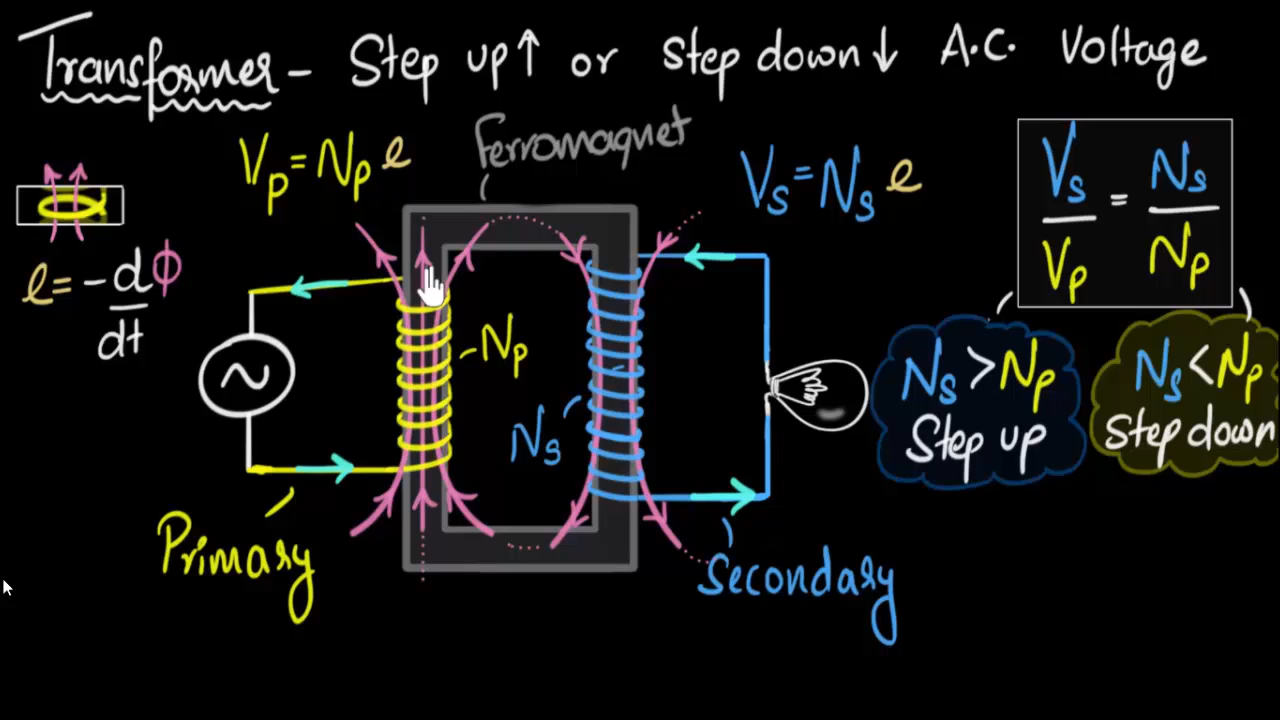 Transformer - Step up ↑ or Step down ↓ A.C. Voltage
Ferromagnet
Vp = Np e
Vs = Ns e
Vs / Vp = Ns / Np
e = - dϕ / dt
Np
Ns
Ns > Np
Step up
Ns < Np
Step down
Primary
Secondary